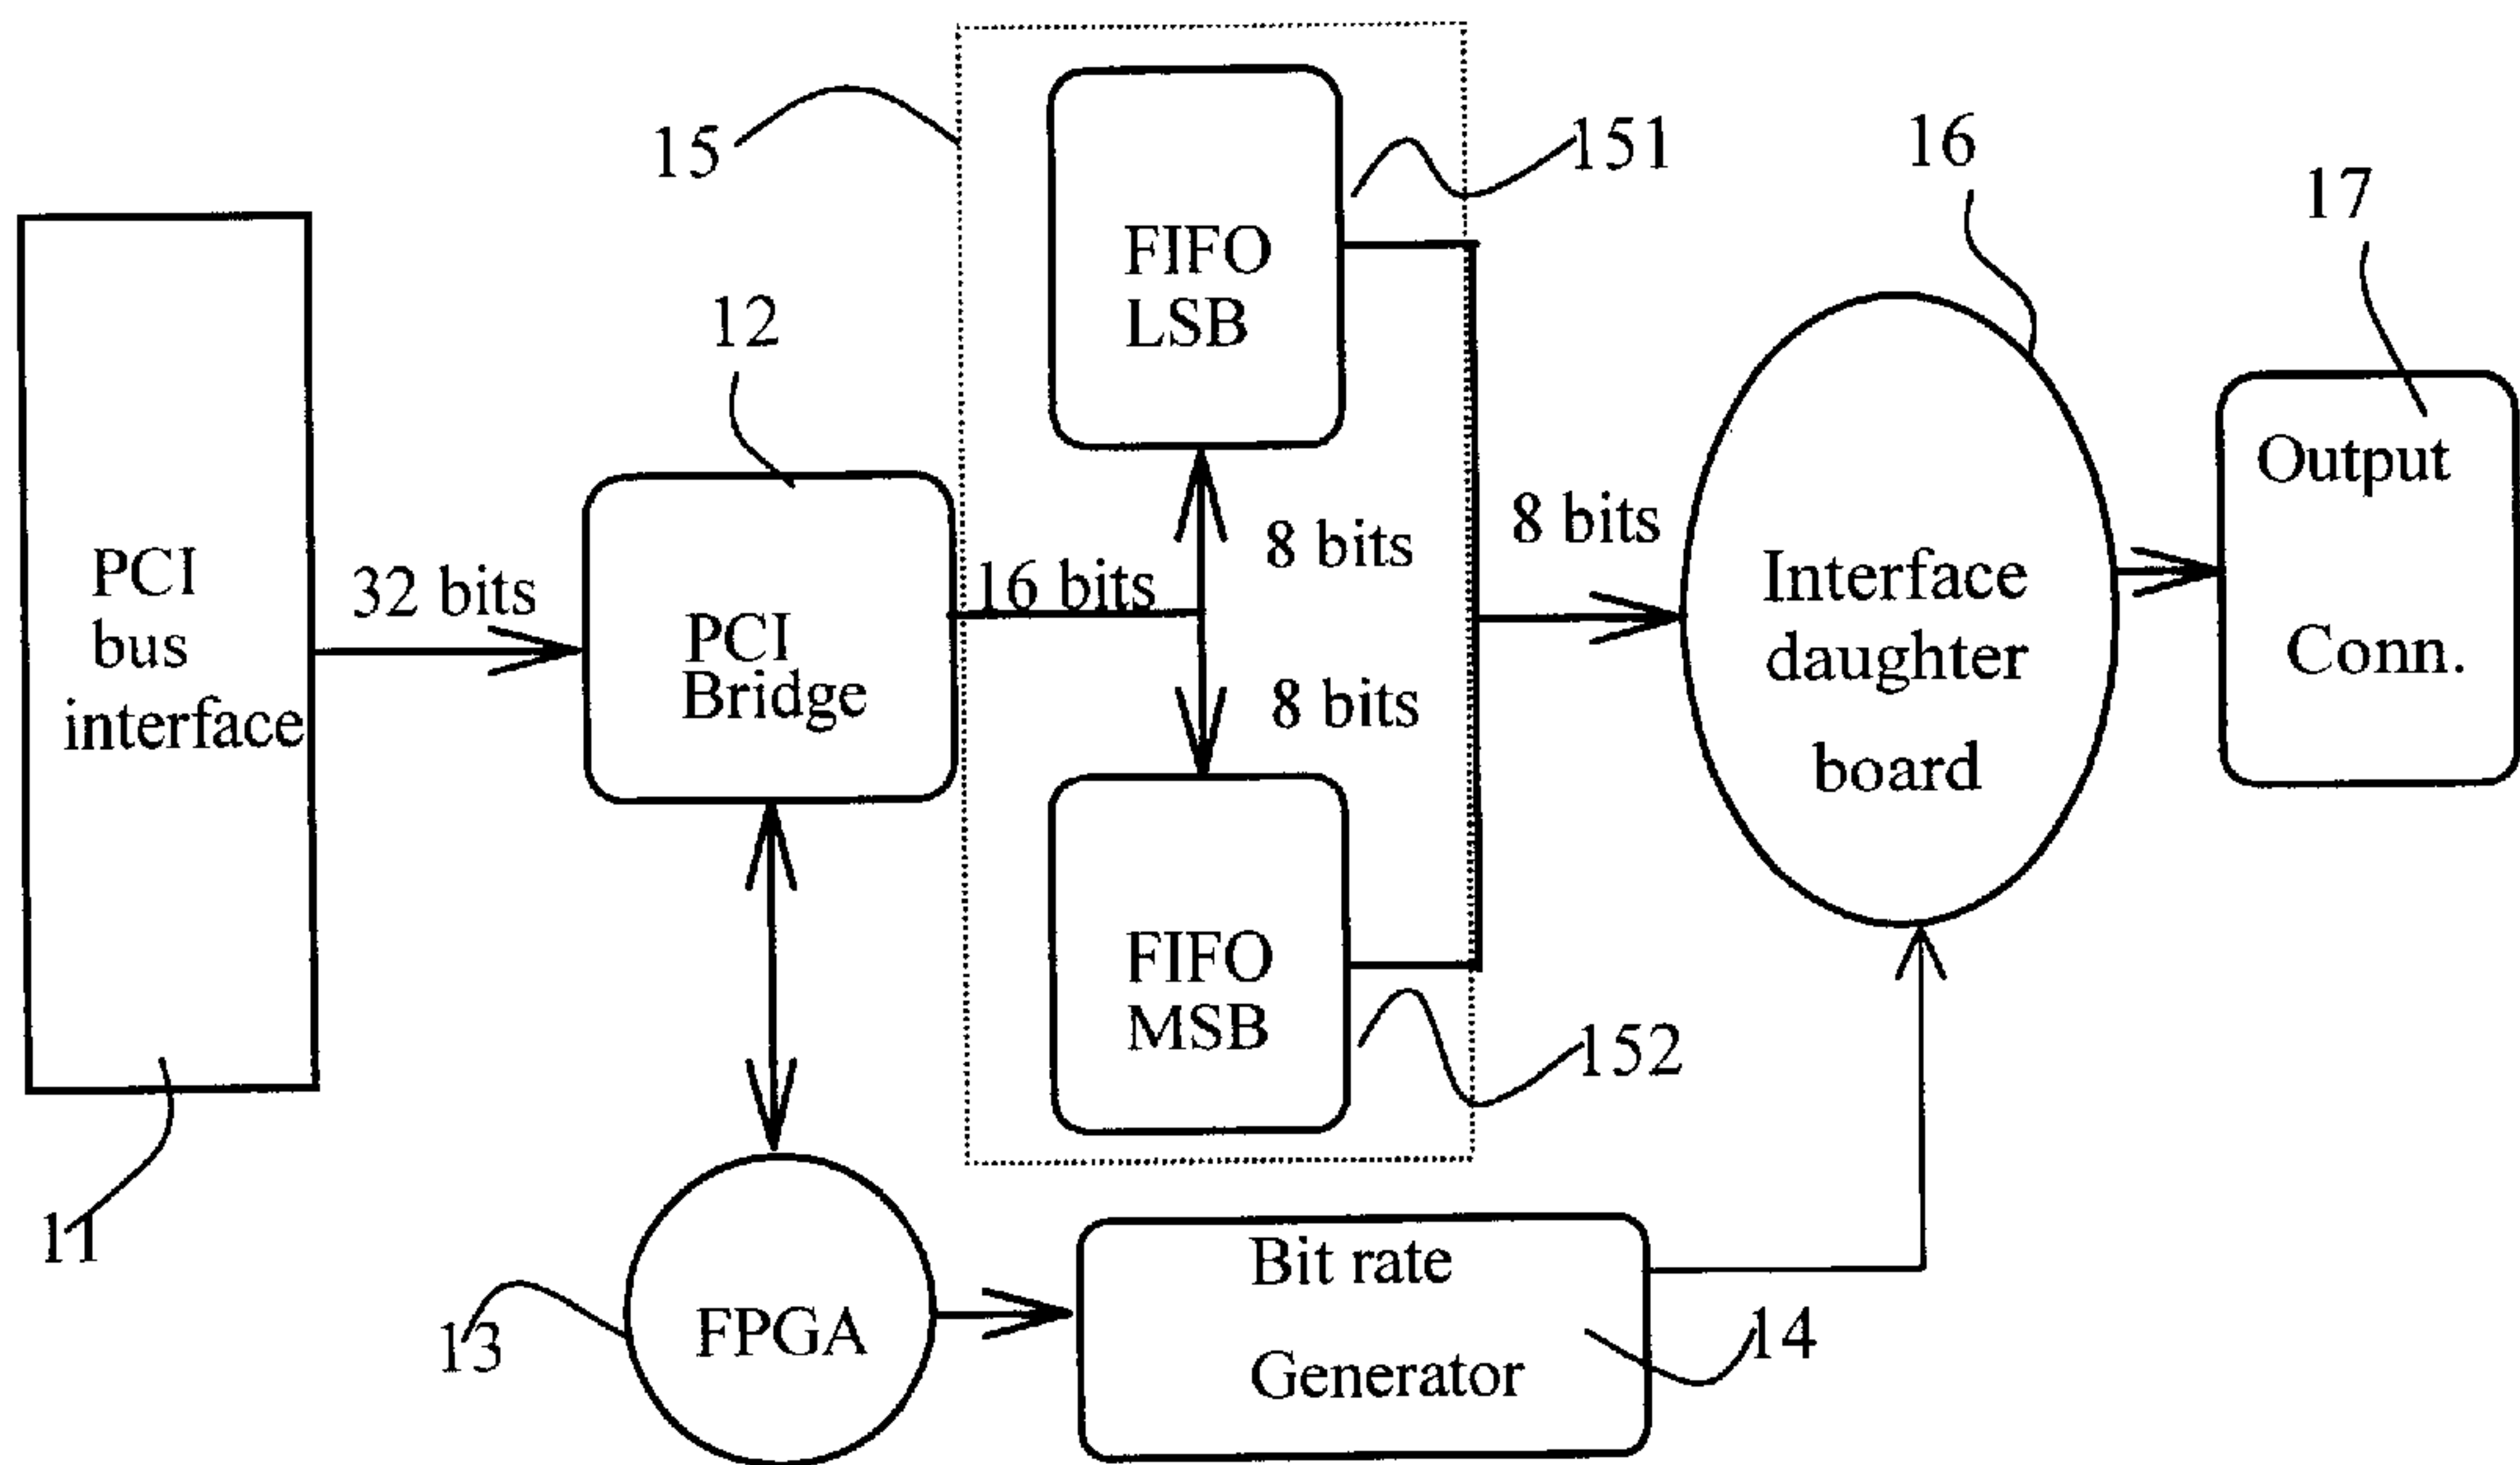 15
151
16
17
12
FIFO
LSB
PCI
bus
interface
32 bits
PCI
Bridge
16 bits
8 bits
8 bits
8 bits
Interface
daughter
board
Output
Conn.
FIFO
MSB
152
11
13
FPGA
Bit rate
Generator
14